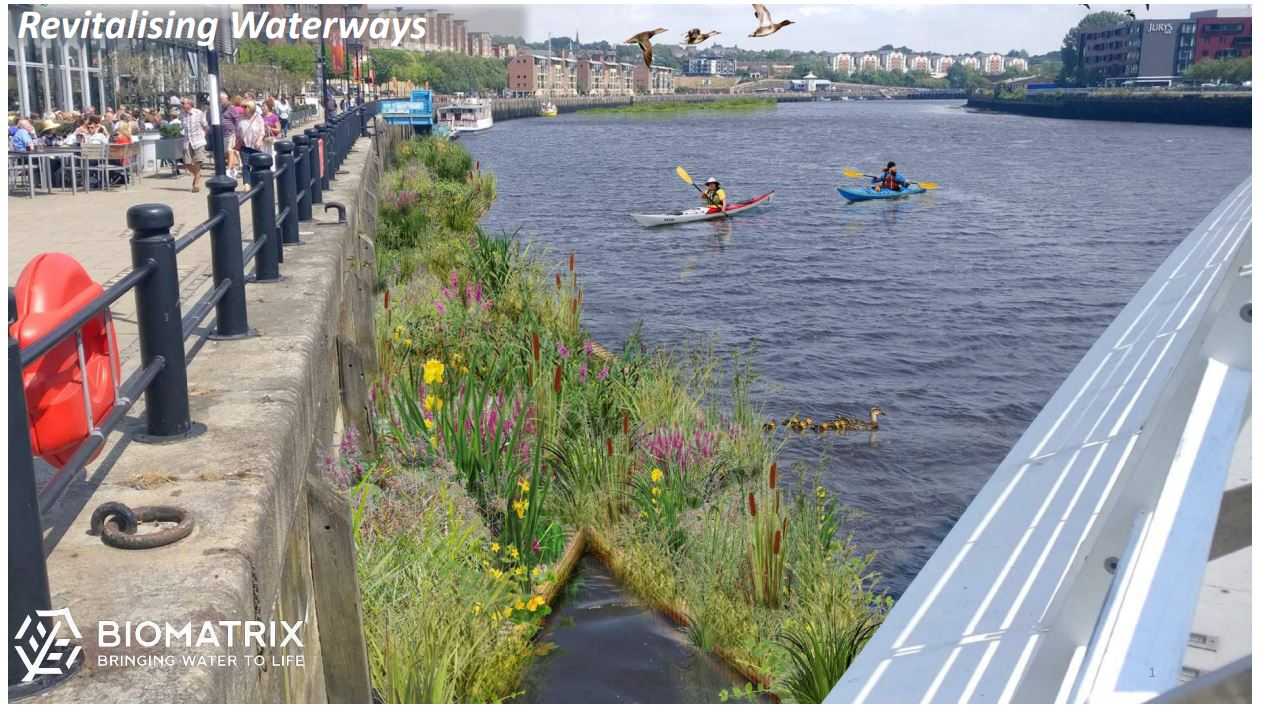 Revitalising Waterways
JURYS
BIOMATRIX
BRINGING WATER TO LIFE
1